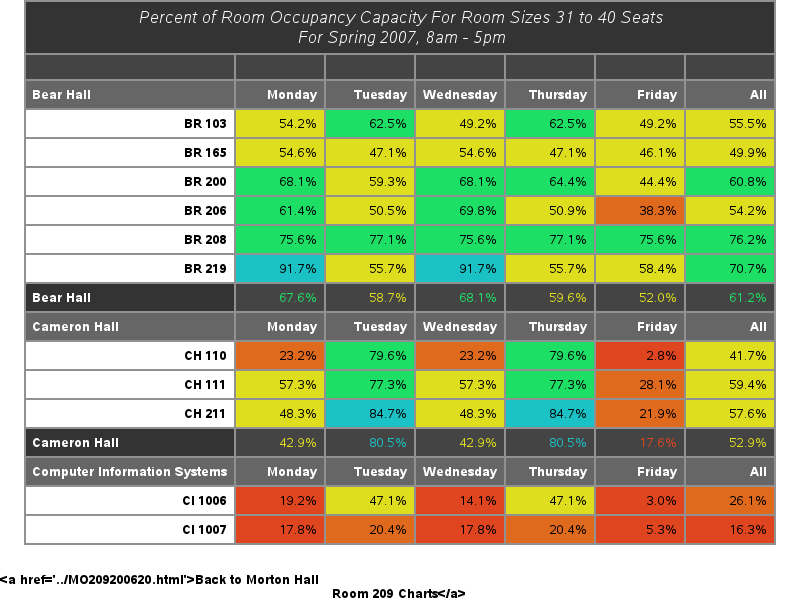 Percent of Room Occupancy Capacity For Room Sizes 31 to 40 Seats
For Spring 2007, 8am - 5pm
Bear Hall Monday Tuesday Wednesday Thursday Friday All
BR 103 54.2% 62.5% 49.2% 62.5% 49.2% 55.5%
BR 165 54.6% 47.1% 54.6% 47.1% 46.1% 49.9%
BR 200 68.1% 59.3% 68.1% 64.4% 44.4% 60.8%
BR 206 61.4% 50.5% 69.8% 50.9% 38.3% 54.2%
BR 208 75.6% 77.1% 75.6% 77.1% 75.6% 76.2%
BR 219 91.7% 55.7% 91.7% 55.7% 58.4% 70.7%
Bear Hall 67.6% 58.7% 68.1% 59.6% 52.0% 61.2%
Cameron Hall Monday Tuesday Wednesday Thursday Friday All
CH 110 23.2% 79.6% 23.2% 79.6% 2.8% 41.7%
CH 111 57.3% 77.3% 57.3% 77.3% 28.1% 59.4%
CH 211 48.3% 84.7% 48.3% 84.7% 21.9% 57.6%
Cameron Hall 42.9% 80.5% 42.9% 80.5% 17.6% 52.9%
Computer Information Systems Monday Tuesday Wednesday Thursday Friday All
CI 1006 19.2% 47.1% 14.1% 47.1% 3.0% 26.1%
CI 1007 17.8% 20.4% 17.8% 20.4% 5.3% 16.3%
<a href='../MO209200620.html'>Back to Morton Hall
Room 209 Charts</a>